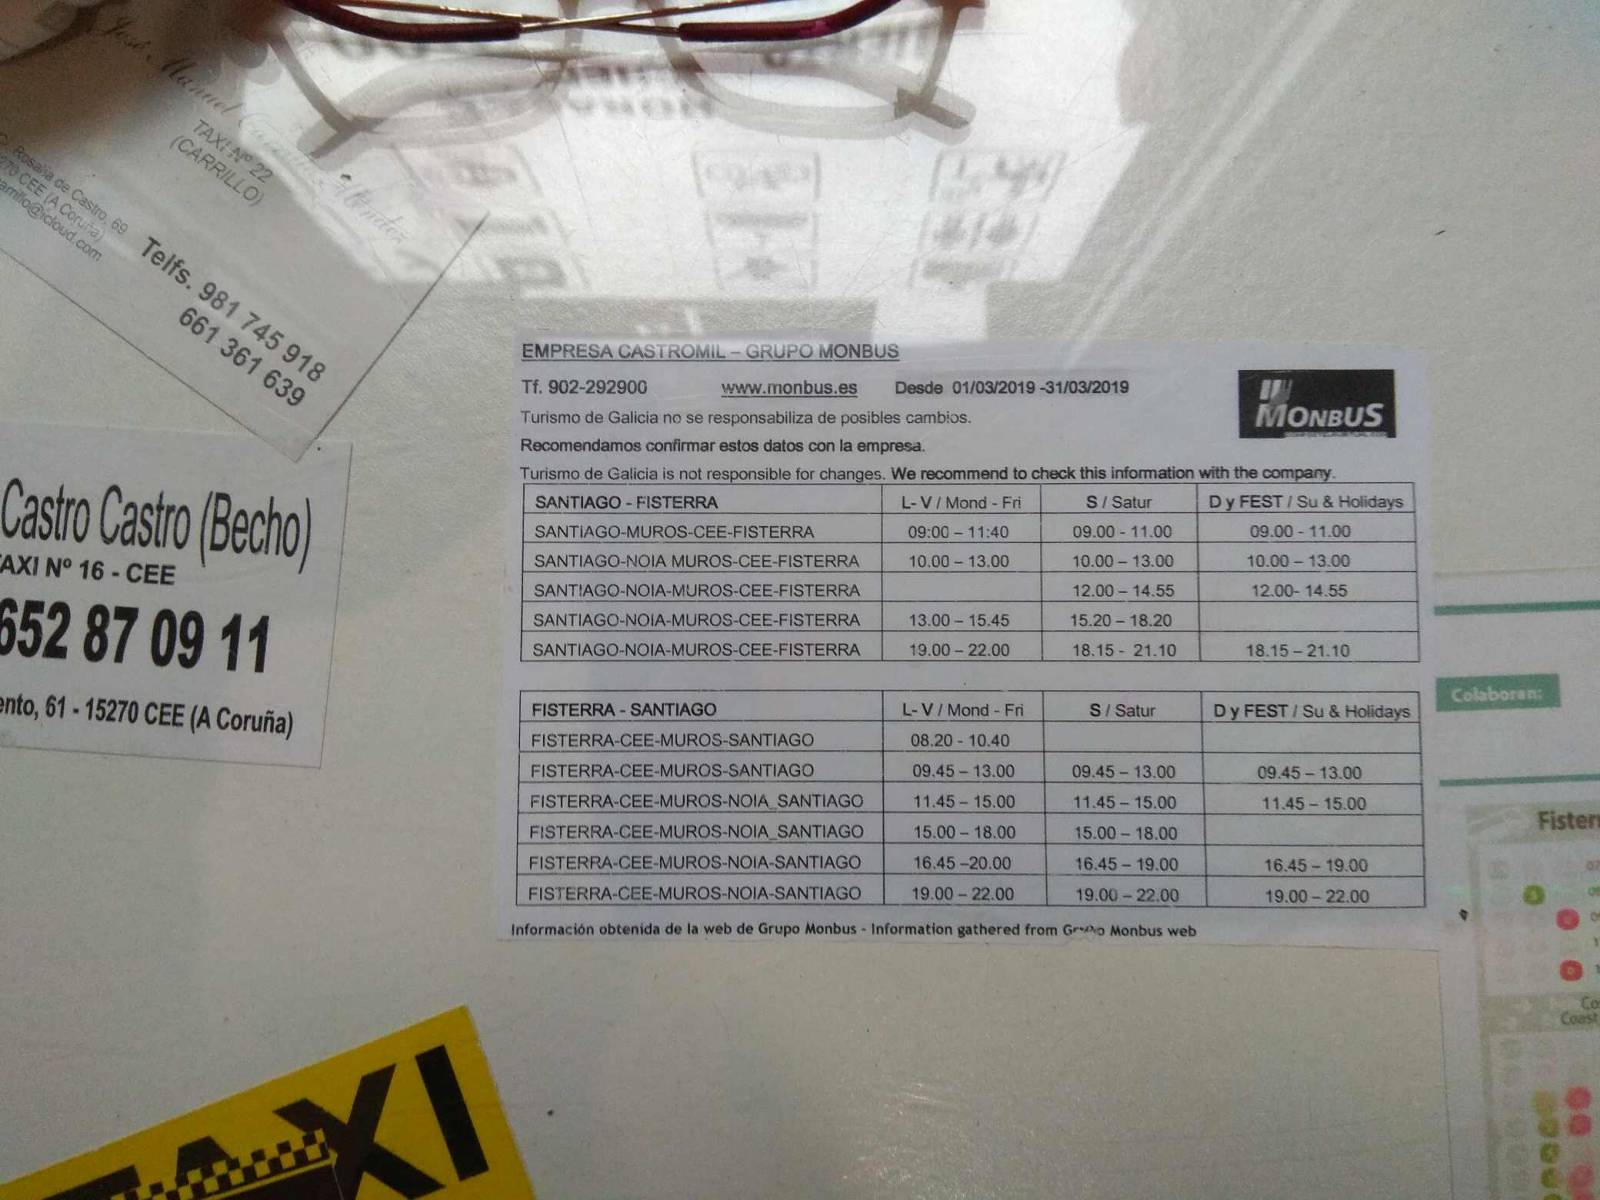 José Manuel
TAXI Nº 22
(CARRILLO)
Rosalía de Castro, 69
CEE (A Coruña)
@icloud.com
Telfs. 981 745 918
661 361 639
Castro Castro (Becho)
TAXI Nº 16 - CEE
652 87 09 11
61 - 15270 CEE (A Coruña)
TAXI
EMPRESA CASTROMIL – GRUPO MONBUS
Tf. 902-292900 www.monbus.es Desde 01/03/2019 -31/03/2019
MONBUS
Turismo de Galicia no se responsabiliza de posibles cambios.
Recomendamos confirmar estos datos con la empresa.
Turismo de Galicia is not responsible for changes. We recommend to check this information with the company.
SANTIAGO - FISTERRA L- V / Mond - Fri S / Satur D y FEST / Su & Holidays
SANTIAGO-MUROS-CEE-FISTERRA 09:00 – 11:40 09.00 - 11.00 09.00 - 11.00
SANTIAGO-NOIA MUROS-CEE-FISTERRA 10.00 – 13.00 10.00 – 13.00 10.00 – 13.00
SANTIAGO-NOIA-MUROS-CEE-FISTERRA 12.00 – 14.55 12.00- 14.55
SANTIAGO-NOIA-MUROS-CEE-FISTERRA 13.00 – 15.45 15.20 – 18.20
SANTIAGO-NOIA-MUROS-CEE-FISTERRA 19.00 – 22.00 18.15 - 21.10 18.15 – 21.10
FISTERRA - SANTIAGO L- V / Mond - Fri S / Satur D y FEST / Su & Holidays
FISTERRA-CEE-MUROS-SANTIAGO 08.20 - 10.40
FISTERRA-CEE-MUROS-SANTIAGO 09.45 – 13.00 09.45 – 13.00 09.45 – 13.00
FISTERRA-CEE-MUROS-NOIA_SANTIAGO 11.45 – 15.00 11.45 – 15.00 11.45 – 15.00
FISTERRA-CEE-MUROS-NOIA_SANTIAGO 15.00 – 18.00 15.00 – 18.00
FISTERRA-CEE-MUROS-NOIA-SANTIAGO 16.45 –20.00 16.45 – 19.00 16.45 – 19.00
FISTERRA-CEE-MUROS-NOIA-SANTIAGO 19.00 – 22.00 19.00 – 22.00 19.00 – 22.00
Información obtenida de la web de Grupo Monbus - Information gathered from Grupo Monbus web
Colaboran:
Fister
Coast